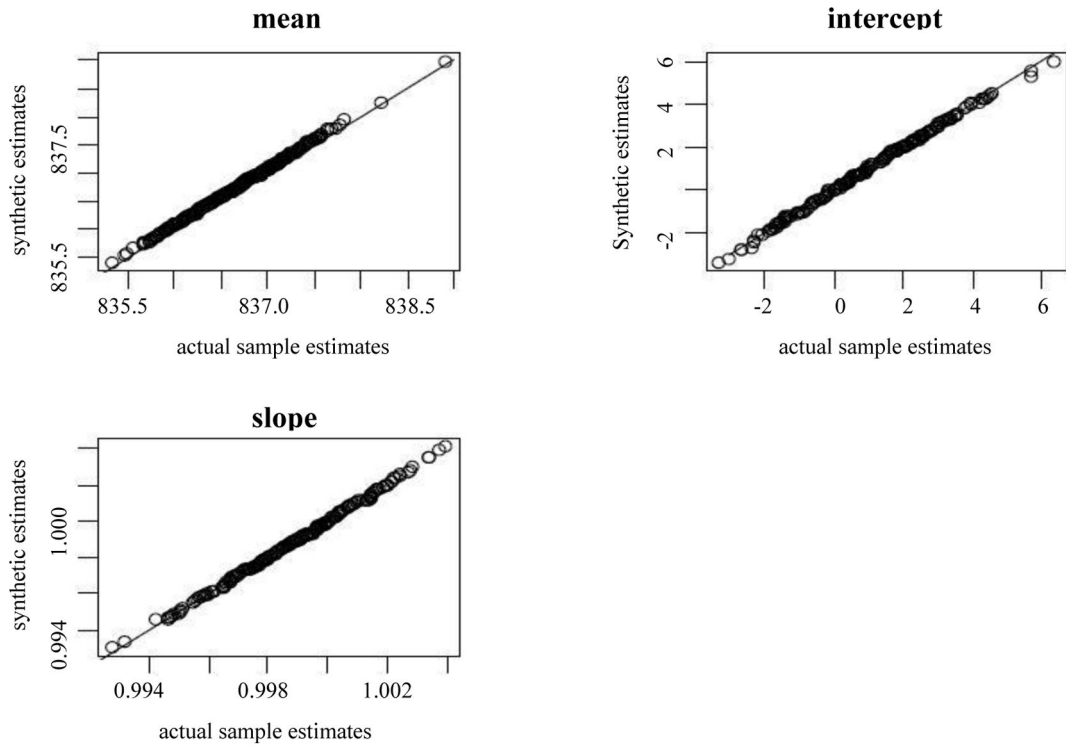 mean
synthetic estimates
837.5
835.5
835.5 837.0 838.5
actual sample estimates
intercept
Synthetic estimates
6
4
2
-2
-2 0 2 4 6
actual sample estimates
slope
synthetic estimates
1.000
0.994
0.994 0.998 1.002
actual sample estimates